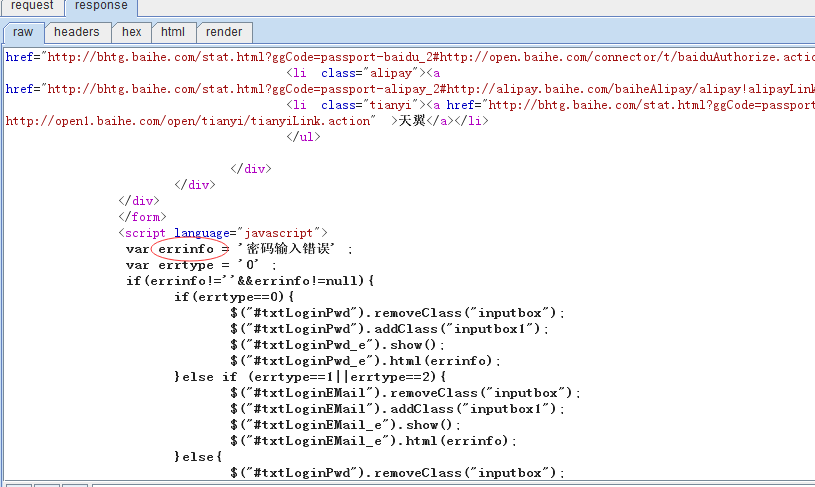 request response
raw headers hex html render
href="http://bhtg.baihe.com/stat.html?ggCode=passport-baidu_2#http://open.baihe.com/connector/t/baiduAuthorize.actio
<li class="alipay"><a
href="http://bhtg.baihe.com/stat.html?ggCode=passport-alipay_2#http://alipay.baihe.com/baiheAlipay/alipay!alipayLink
<li class="tianyi"><a href="http://bhtg.baihe.com/stat.html?ggCode=passport
http://open1.baihe.com/open/tianyi/tianyiLink.action" >天翼</a></li>
</ul>
</div>
</div>
</div>
</form>
<script language="javascript">
var errinfo = '密码输入错误' ;
var errtype = '0' ;
if(errinfo!=''&&errinfo!=null){
if(errtype==0){
$("#txtLoginPwd").removeClass("inputbox");
$("#txtLoginPwd").addClass("inputbox1");
$("#txtLoginPwd_e").show();
$("#txtLoginPwd_e").html(errinfo);
}else if (errtype==1||errtype==2){
$("#txtLoginEMail").removeClass("inputbox");
$("#txtLoginEMail").addClass("inputbox1");
$("#txtLoginEMail_e").show();
$("#txtLoginEMail_e").html(errinfo);
}else{
$("#txtLoginPwd").removeClass("inputbox");